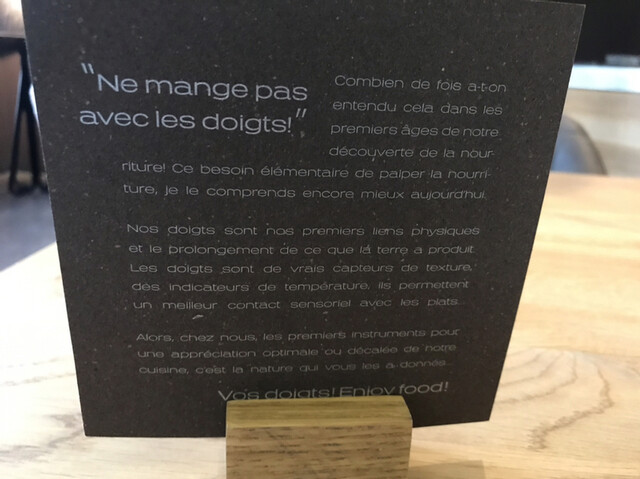 "Ne mange pas
avec les doigts!"
Combien de fois a-t-on
entendu cela dans les
premiers âges de notre
découverte de la nour-
riture! Ce besoin élémentaire de palper la nourri-
ture, je le comprends encore mieux aujourd'hui.
Nos doigts sont nos premiers liens physiques
et le prolongement de ce que la terre a produit.
Les doigts sont de vrais capteurs de texture,
des indicateurs de température, ils permettent
un meilleur contact sensoriel avec les plats...
Alors, chez nous, les premiers instruments pour
une appréciation optimale ou décalée de notre
cuisine, c'est la nature qui vous les a donnés...
Vos doigts! Enjoy food!